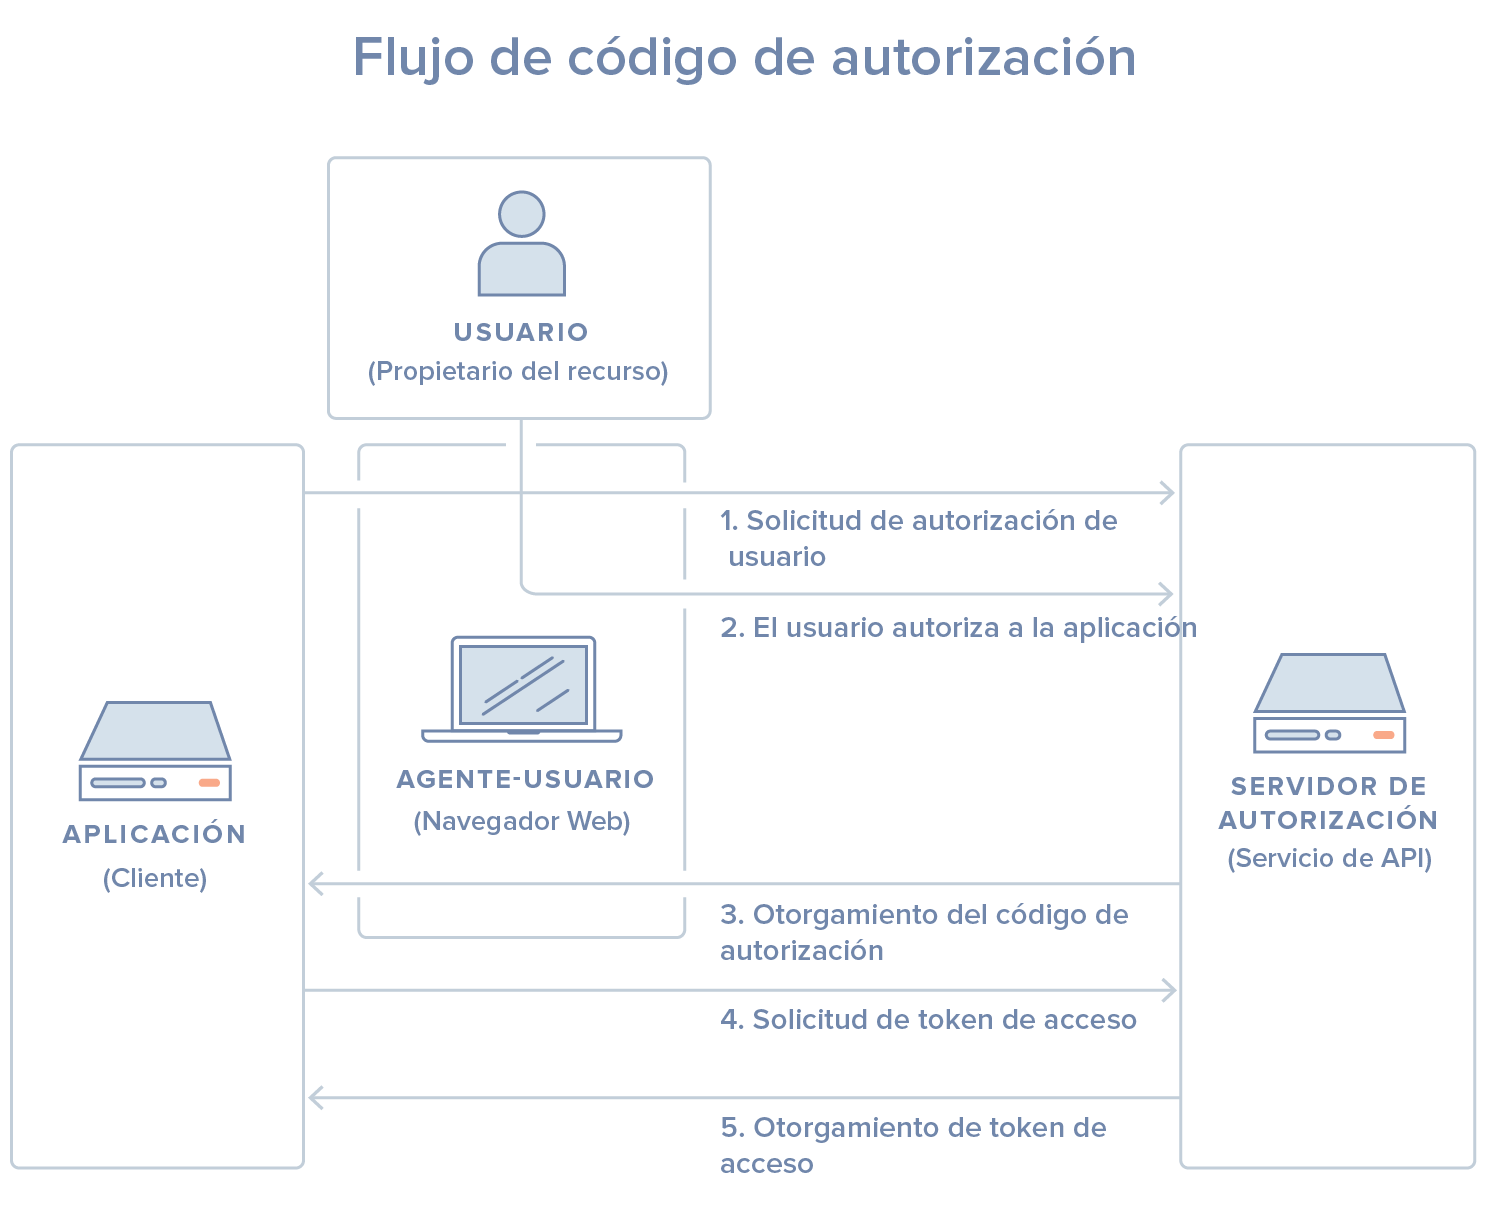 Flujo de código de autorización
USUARIO
(Propietario del recurso)
1. Solicitud de autorización de
usuario
2. El usuario autoriza a la aplicación
AGENTE-USUARIO
(Navegador Web)
APLICACIÓN
(Cliente)
SERVIDOR DE
AUTORIZACIÓN
(Servicio de API)
3. Otorgamiento del código de
autorización
4. Solicitud de token de acceso
5. Otorgamiento de token de
acceso